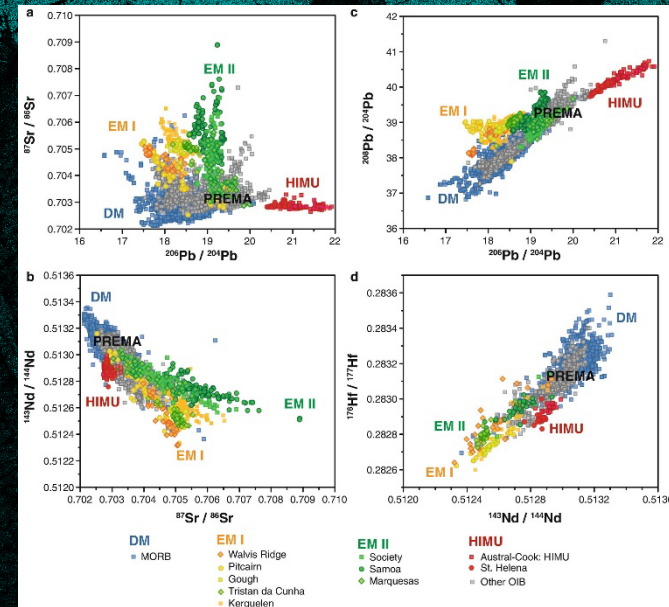 a
0.710
0.709
0.708
0.707
0.706
0.705
0.704
0.703
0.702
87Sr / 86Sr
EM II
EM I
PREMA
HIMU
DM
16 17 18 19 20 21 22
206Pb / 204Pb
c
42
41
40
39
38
37
36
208Pb / 204Pb
EM II
EM I
PREMA
HIMU
DM
16 17 18 19 20 21 22
206Pb / 204Pb
b
0.5136
0.5134
0.5132
0.5130
0.5128
0.5126
0.5124
0.5122
0.5120
143Nd / 144Nd
DM
PREMA
HIMU
EM II
EM I
0.702 0.703 0.704 0.705 0.706 0.707 0.708 0.709 0.710
87Sr / 86Sr
d
0.2836
0.2834
0.2832
0.2830
0.2828
0.2826
176Hf / 177Hf
DM
PREMA
EM II
HIMU
EM I
0.5120 0.5124 0.5128 0.5132 0.5136
143Nd / 144Nd
DM
MORB
EM I
Walvis Ridge
Pitcairn
Gough
Tristan da Cunha
Kerguelen
EM II
Society
Samoa
Marquesas
HIMU
Austral-Cook: HIMU
St. Helena
Other OIB